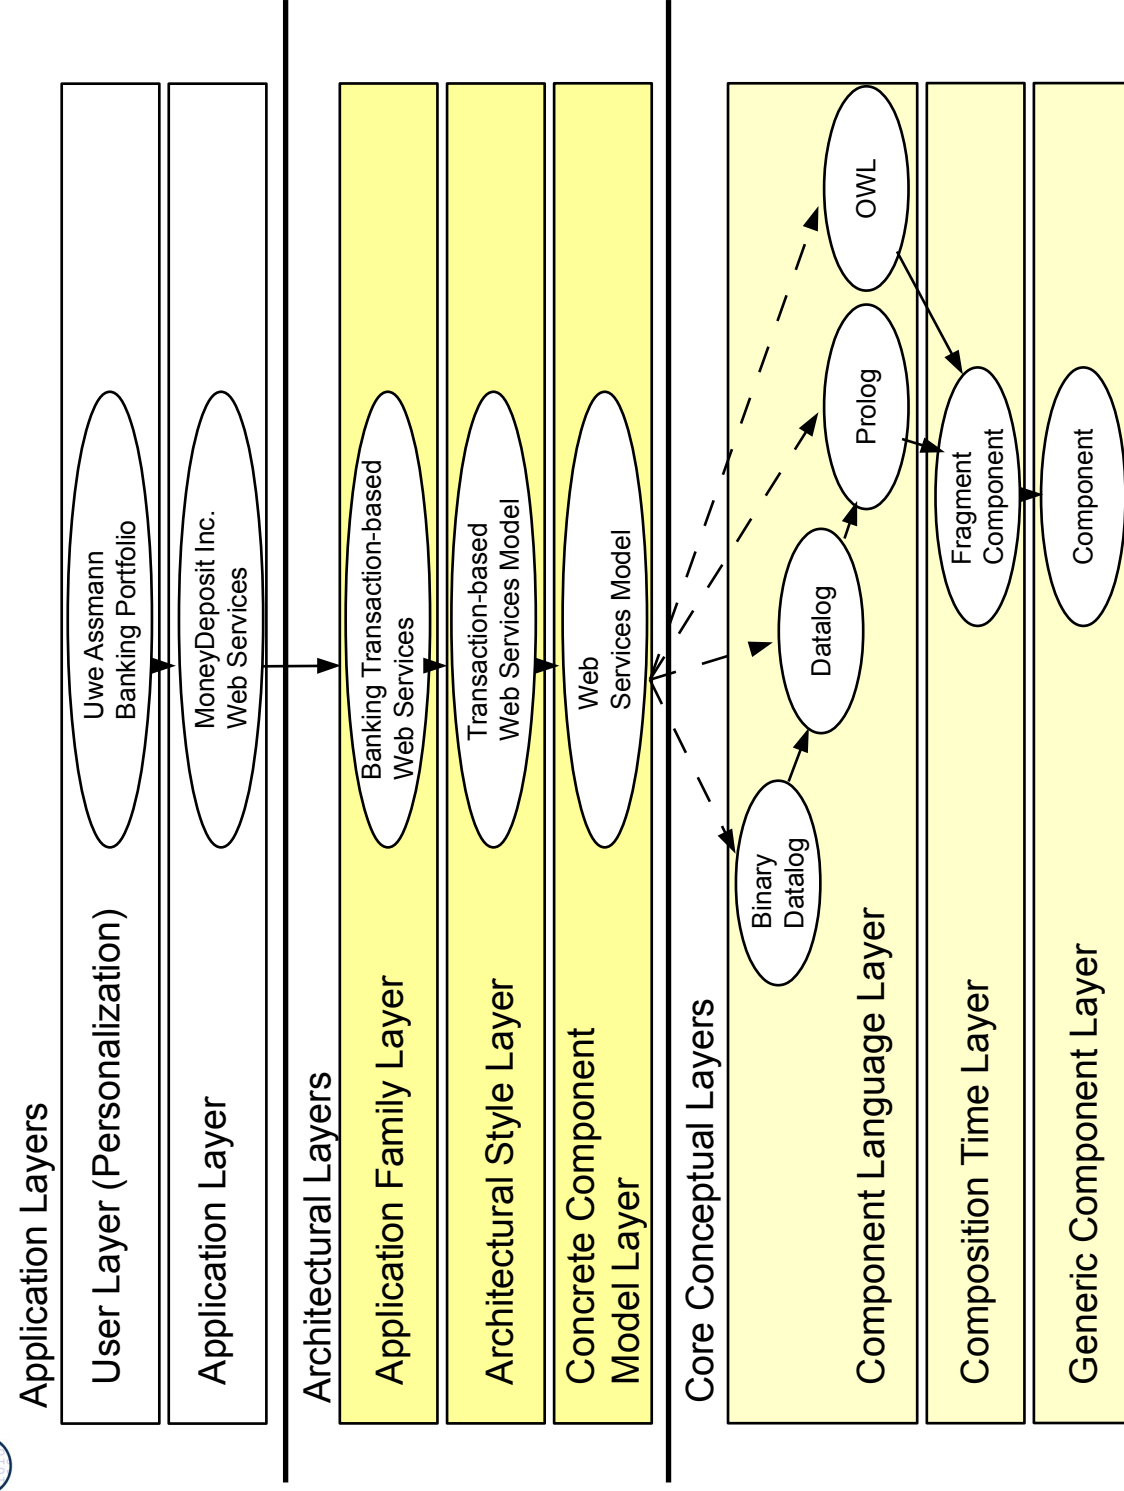 Application Layers
User Layer (Personalization)
Uwe Assmann
Banking Portfolio
Application Layer
MoneyDeposit Inc.
Web Services
Architectural Layers
Application Family Layer
Banking Transaction-based
Web Services
Architectural Style Layer
Transaction-based
Web Services Model
Concrete Component
Model Layer
Web
Services Model
Core Conceptual Layers
Component Language Layer
Binary
Datalog
Datalog
Prolog
OWL
Composition Time Layer
Fragment
Component
Generic Component Layer
Component